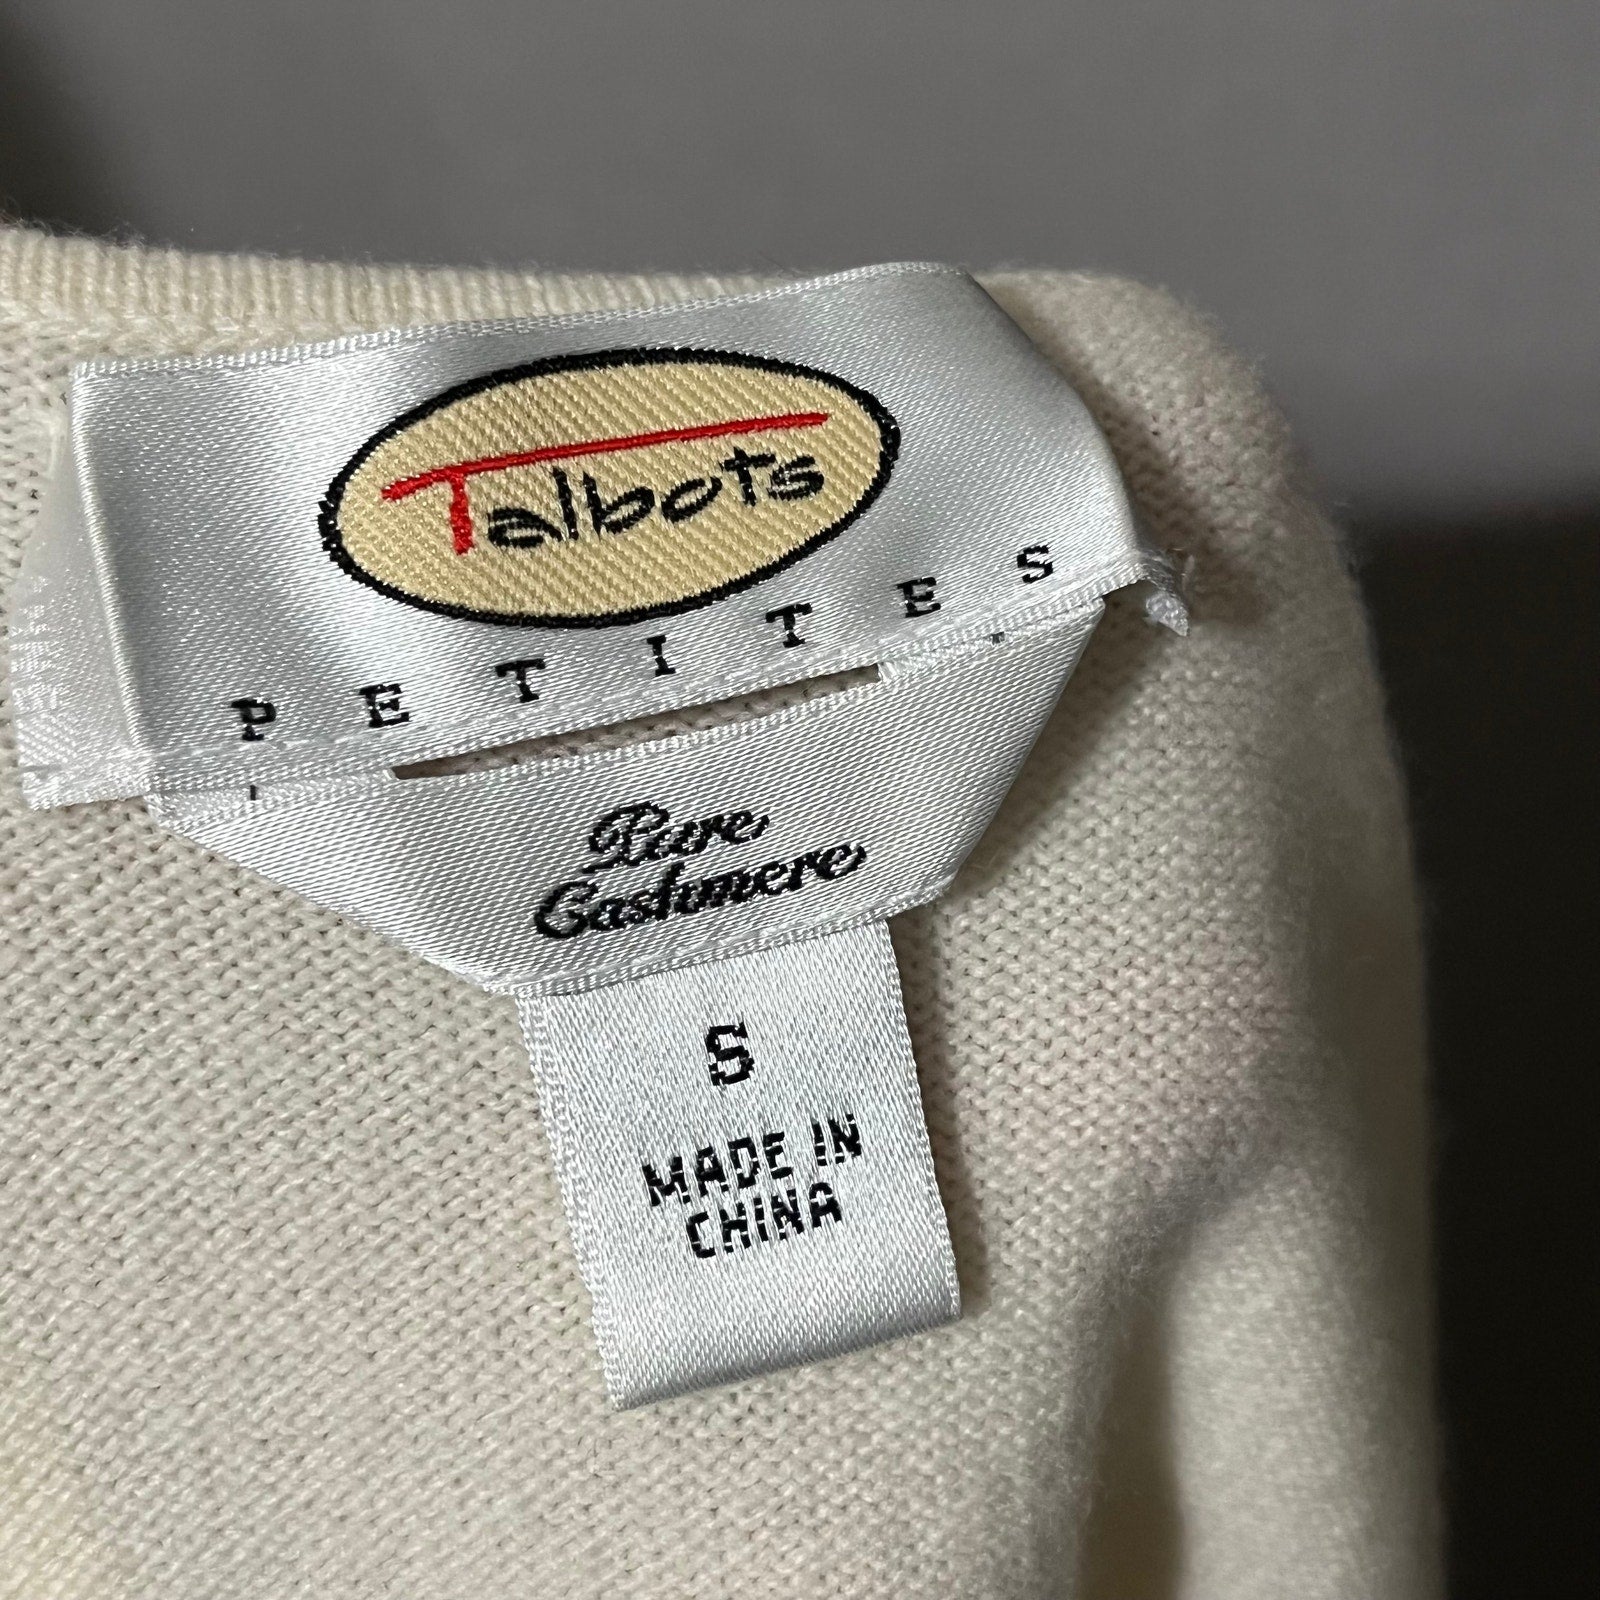 Talbots
PETITES
Pure
Cashmere
S
MADE IN
CHINA